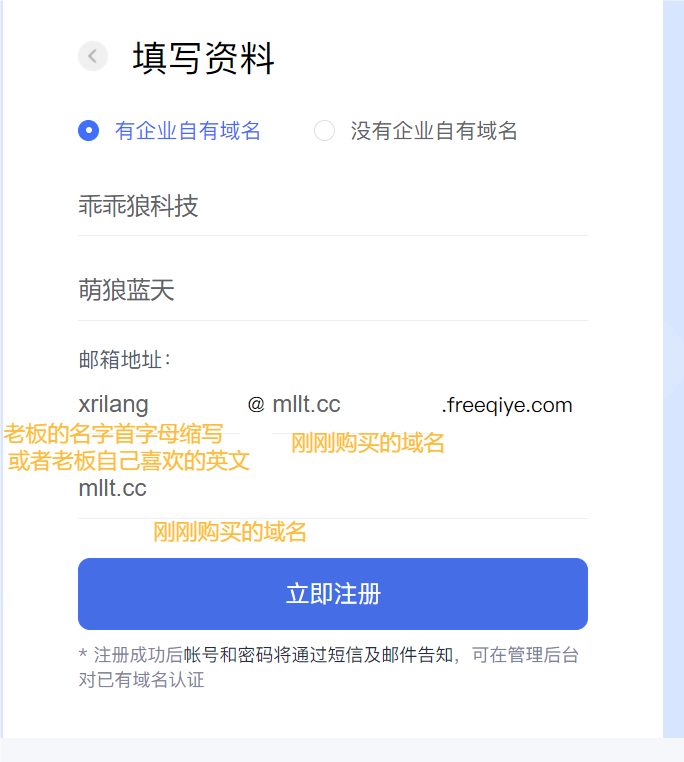 填写资料
有企业自有域名 没有企业自有域名
乖乖狼科技
萌狼蓝天
邮箱地址：
xrilang @ mllt.cc .freeqiye.com
老板的名字首字母缩写 刚刚购买的域名
或者老板自己喜欢的英文
mllt.cc
刚刚购买的域名
立即注册
* 注册成功后帐号和密码将通过短信及邮件告知，可在管理后台
对已有域名认证